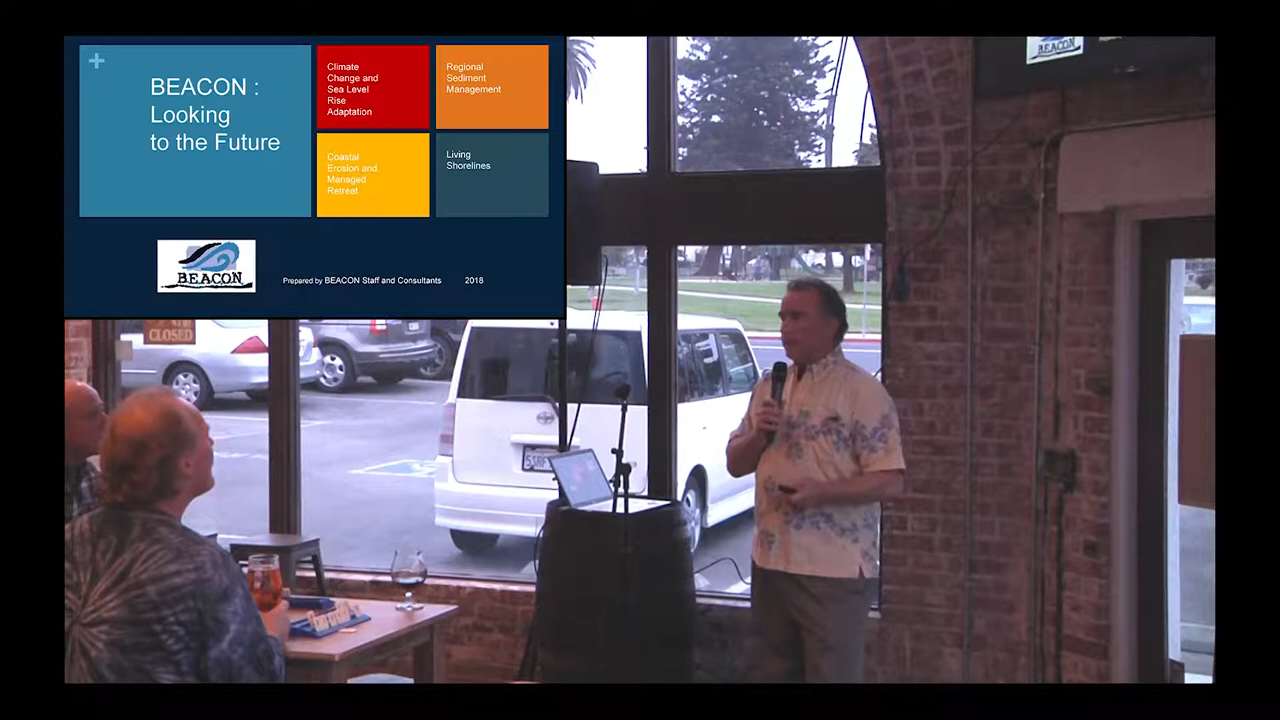 +
BEACON :
Looking
to the Future
Climate
Change and
Sea Level
Rise
Adaptation
Regional
Sediment
Management
Coastal
Erosion and
Managed
Retreat
Living
Shorelines
BEACON
Prepared by BEACON Staff and Consultants 2018
BEACON
CLOSED